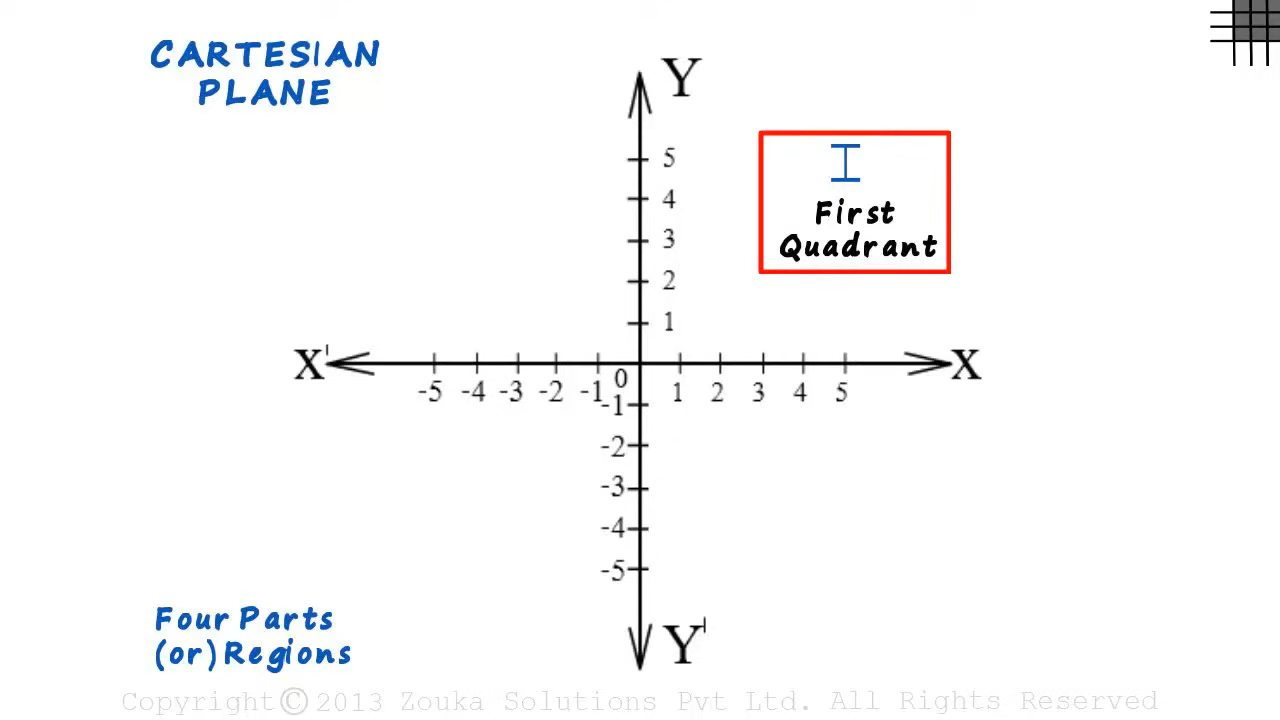 CARTESIAN
PLANE
Y
5
4
3
2
1
I
First
Quadrant
X'
X
0
-5 -4 -3 -2 -1 1 2 3 4 5
-1
-2
-3
-4
-5
Y'
Four Parts
(or) Regions
Copyright © 2013 Zouka Solutions Pvt Ltd. All Rights Reserved